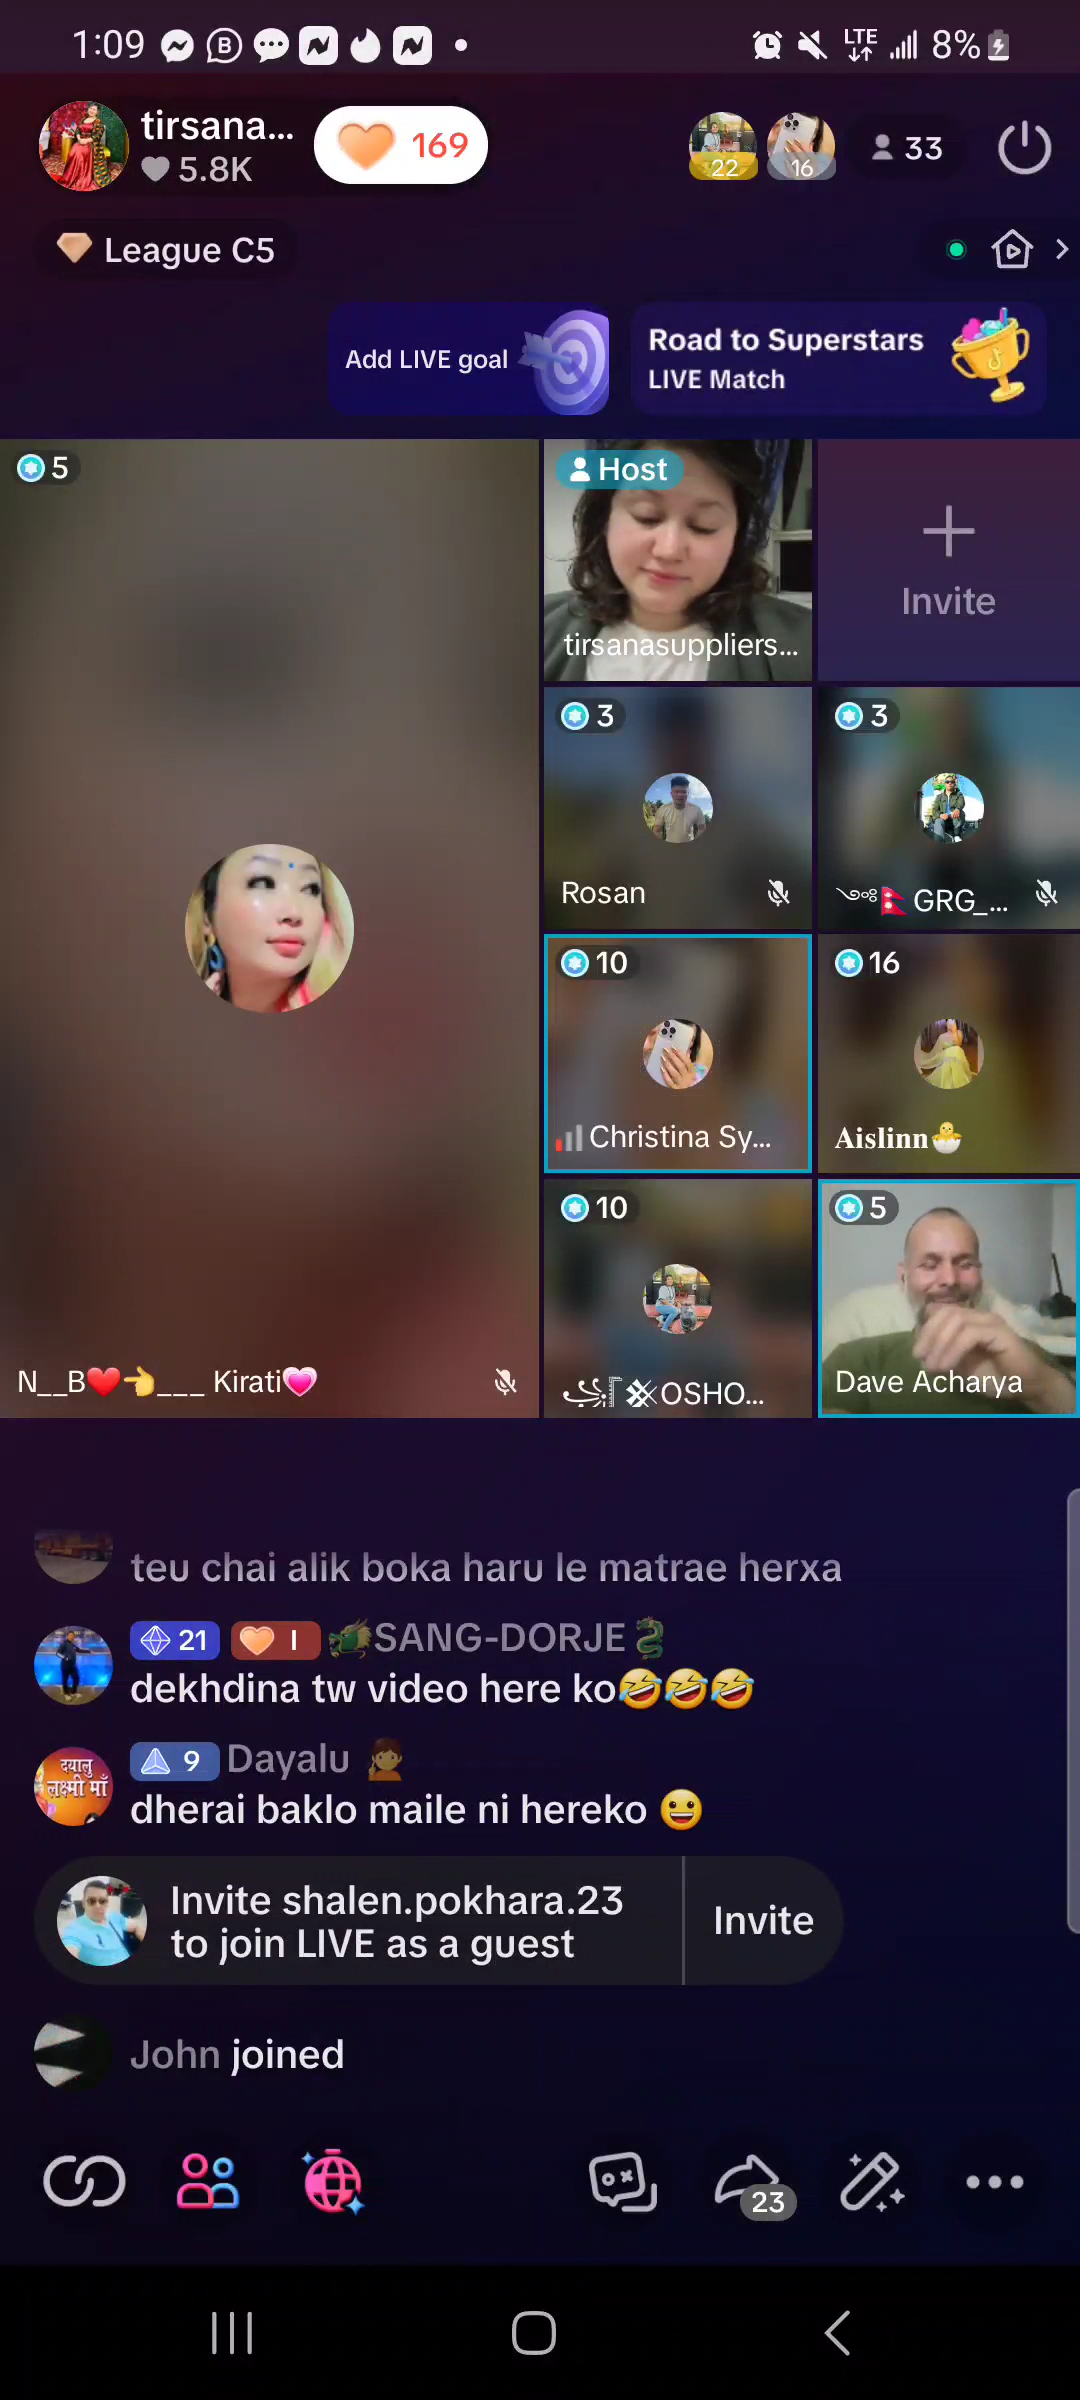 1:09
LTE
8%
tirsana...
5.8K
169
22
16
33
League C5
Add LIVE goal
Road to Superstars
LIVE Match
5
Host
tirsanasuppliers...
Invite
3
Rosan
3
GRG_...
10
Christina Sy...
16
Aislinn
10
OSHO...
5
Dave Acharya
N__B❤️👈___ Kirati💗
teu chai alik boka haru le matrae herxa
21 I 🐲SANG-DORJE🐉
dekhdina tw video here ko🤣🤣🤣
दयालु
लक्ष्मी माँ
9 Dayalu 🙎
dherai baklo maile ni hereko 😀
Invite shalen.pokhara.23
to join LIVE as a guest
Invite
John joined
23